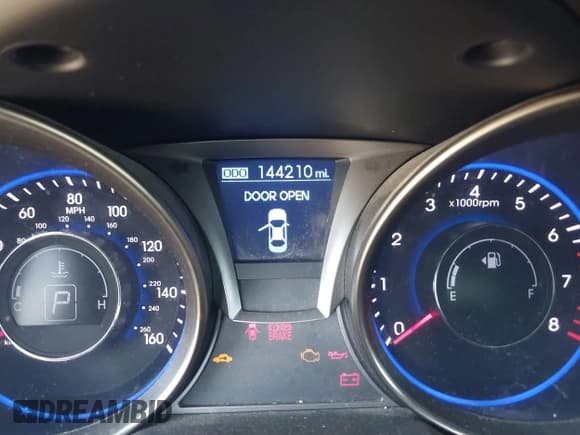 ODO 144210 mi.
DOOR OPEN
60 80 100 120 140 160
MPH
80 100 120 140 180 200 220 240 260
C H
P
BRAKE
x1000rpm
0 1 2 3 4 5 6 7 8
E F
DREAMBID